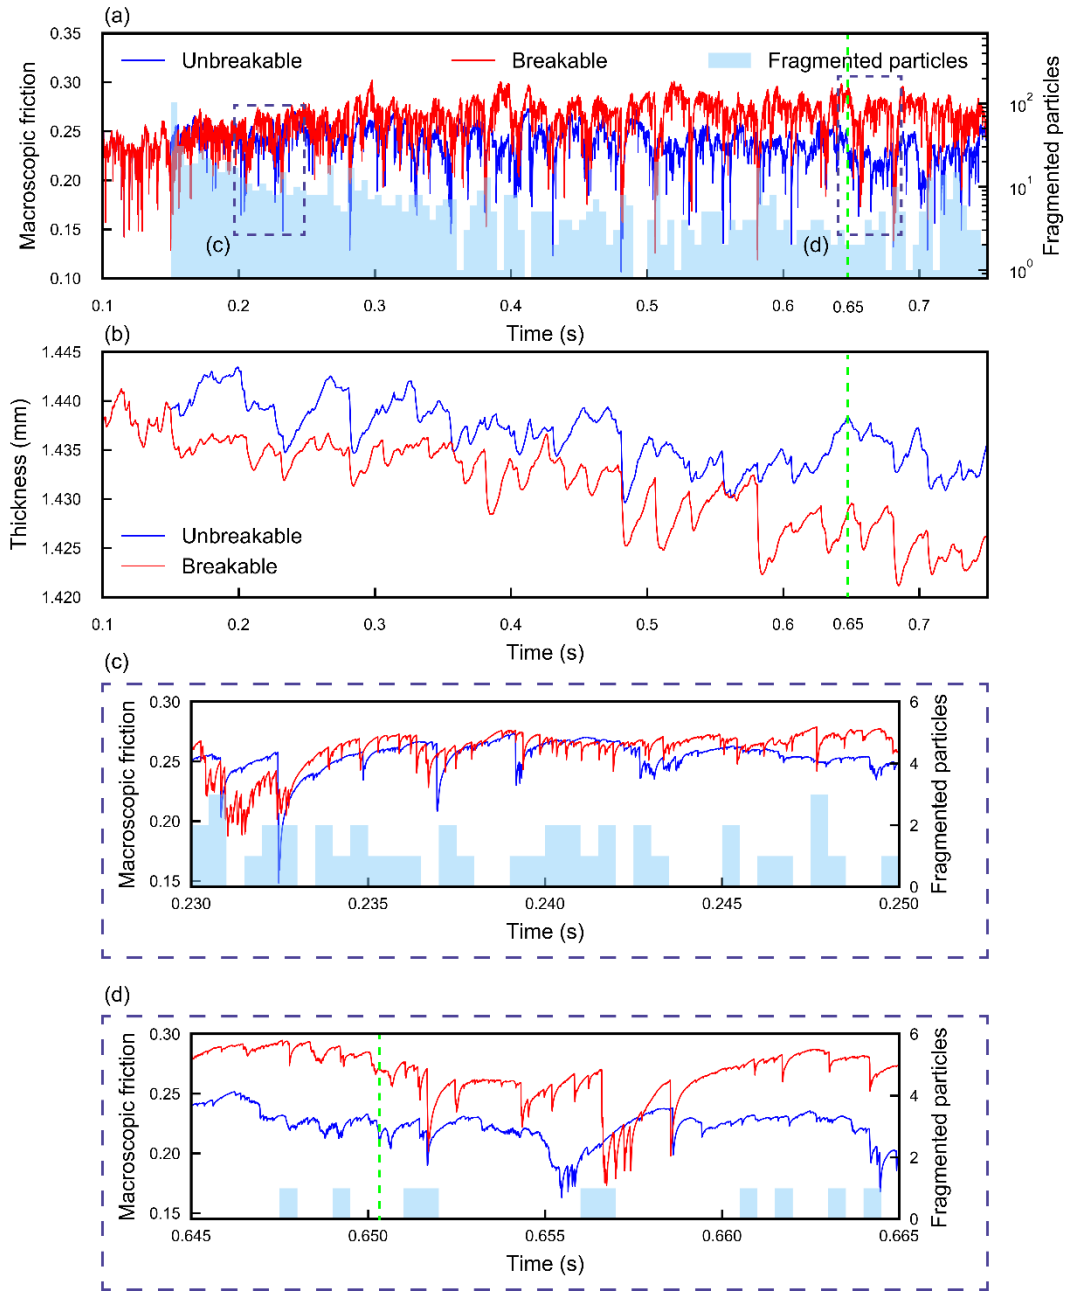 (a)
0.35
0.30
0.25
0.20
0.15
0.10
Macroscopic friction
Unbreakable
Breakable
Fragmented particles
10²
10¹
10⁰
Fragmented particles
(c)
(d)
0.1 0.2 0.3 0.4 0.5 0.6 0.65 0.7
Time (s)
(b)
1.445
1.440
1.435
1.430
1.425
1.420
Thickness (mm)
Unbreakable
Breakable
0.1 0.2 0.3 0.4 0.5 0.6 0.65 0.7
Time (s)
(c)
0.30
0.25
0.20
0.15
Macroscopic friction
6
4
2
0
Fragmented particles
0.230 0.235 0.240 0.245 0.250
Time (s)
(d)
0.30
0.25
0.20
0.15
Macroscopic friction
6
4
2
0
Fragmented particles
0.645 0.650 0.655 0.660 0.665
Time (s)